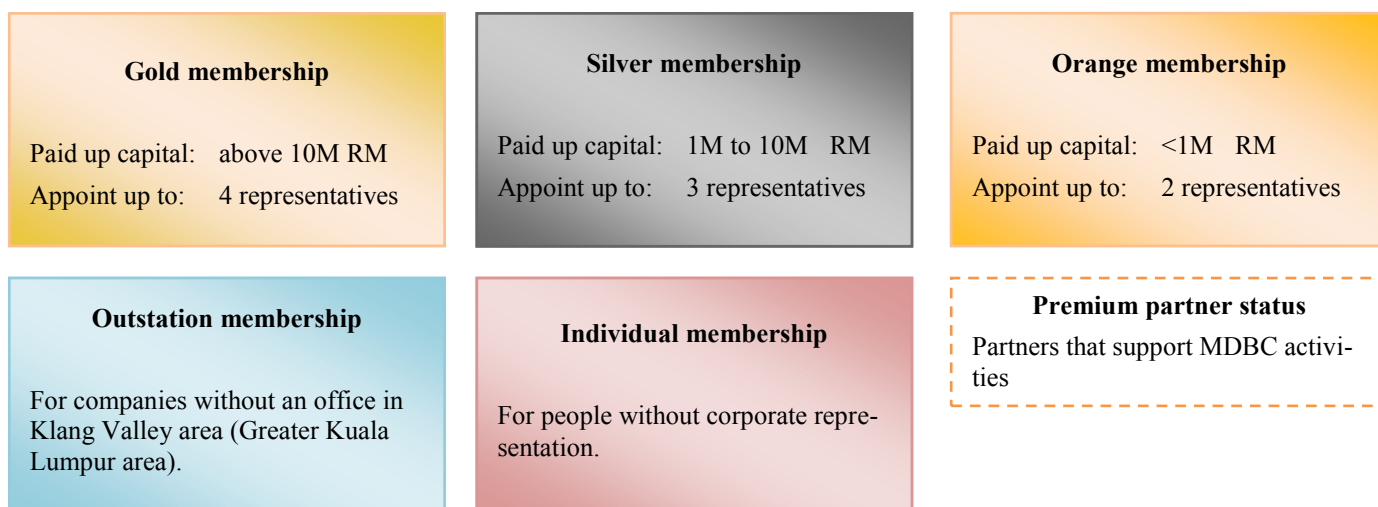 Gold membership
Paid up capital: above 10M RM
Appoint up to: 4 representatives
Silver membership
Paid up capital: 1M to 10M RM
Appoint up to: 3 representatives
Orange membership
Paid up capital: <1M RM
Appoint up to: 2 representatives
Outstation membership
For companies without an office in
Klang Valley area (Greater Kuala
Lumpur area).
Individual membership
For people without corporate repre-
sentation.
Premium partner status
Partners that support MDBC activi-
ties